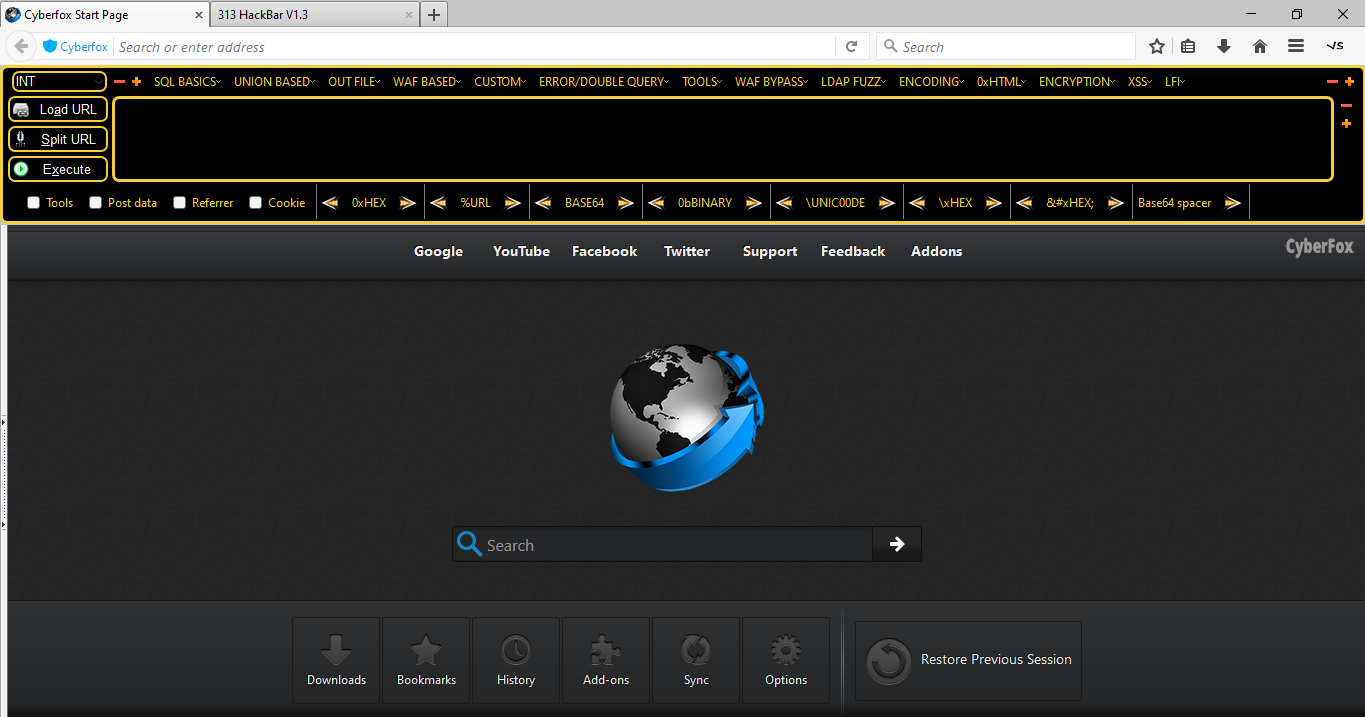 Cyberfox Start Page 313 HackBar V1.3
Cyberfox Search or enter address Search
INT SQL BASICS UNION BASED OUT FILE WAF BASED CUSTOM ERROR/DOUBLE QUERY TOOLS WAF BYPASS LDAP FUZZ ENCODING 0xHTML ENCRYPTION XSS LFI
Load URL
Split URL
Execute
Tools Post data Referrer Cookie 0xHEX %URL BASE64 0bBINARY \UNIC00DE \xHEX &#xHEX; Base64 spacer
Google YouTube Facebook Twitter Support Feedback Addons CyberFox
Search
Downloads Bookmarks History Add-ons Sync Options Restore Previous Session